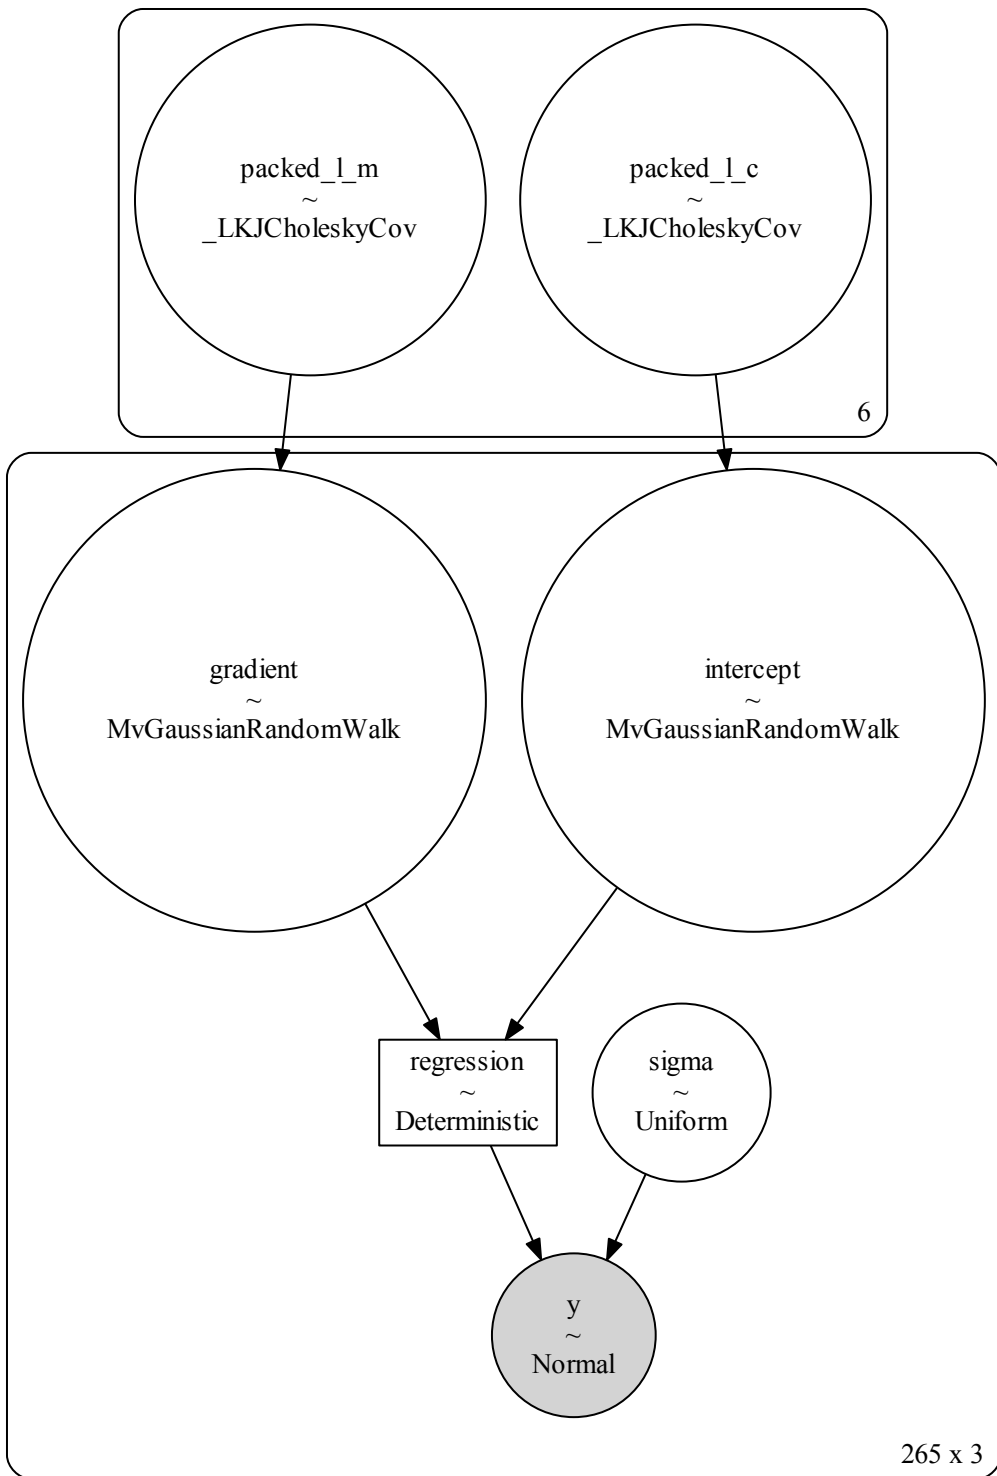 packed_l_m
~
_LKJCholeskyCov
packed_l_c
~
_LKJCholeskyCov
6
gradient
~
MvGaussianRandomWalk
intercept
~
MvGaussianRandomWalk
regression
~
Deterministic
sigma
~
Uniform
y
~
Normal
265 x 3